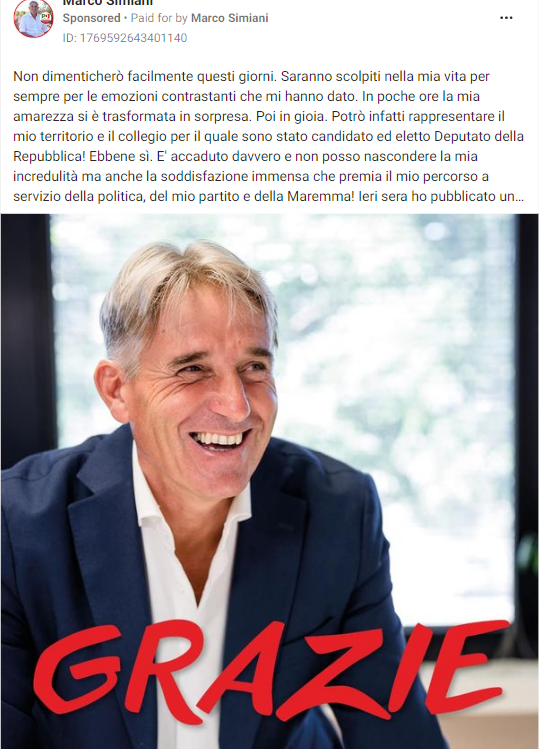 Marco Simiani
Sponsored • Paid for by Marco Simiani
ID: 1769592643401140
Non dimenticherò facilmente questi giorni. Saranno scolpiti nella mia vita per
sempre per le emozioni contrastanti che mi hanno dato. In poche ore la mia
amarezza si è trasformata in sorpresa. Poi in gioia. Potrò infatti rappresentare il
mio territorio e il collegio per il quale sono stato candidato ed eletto Deputato della
Repubblica! Ebbene sì. E' accaduto davvero e non posso nascondere la mia
incredulità ma anche la soddisfazione immensa che premia il mio percorso a
servizio della politica, del mio partito e della Maremma! Ieri sera ho pubblicato un...
GRAZIE